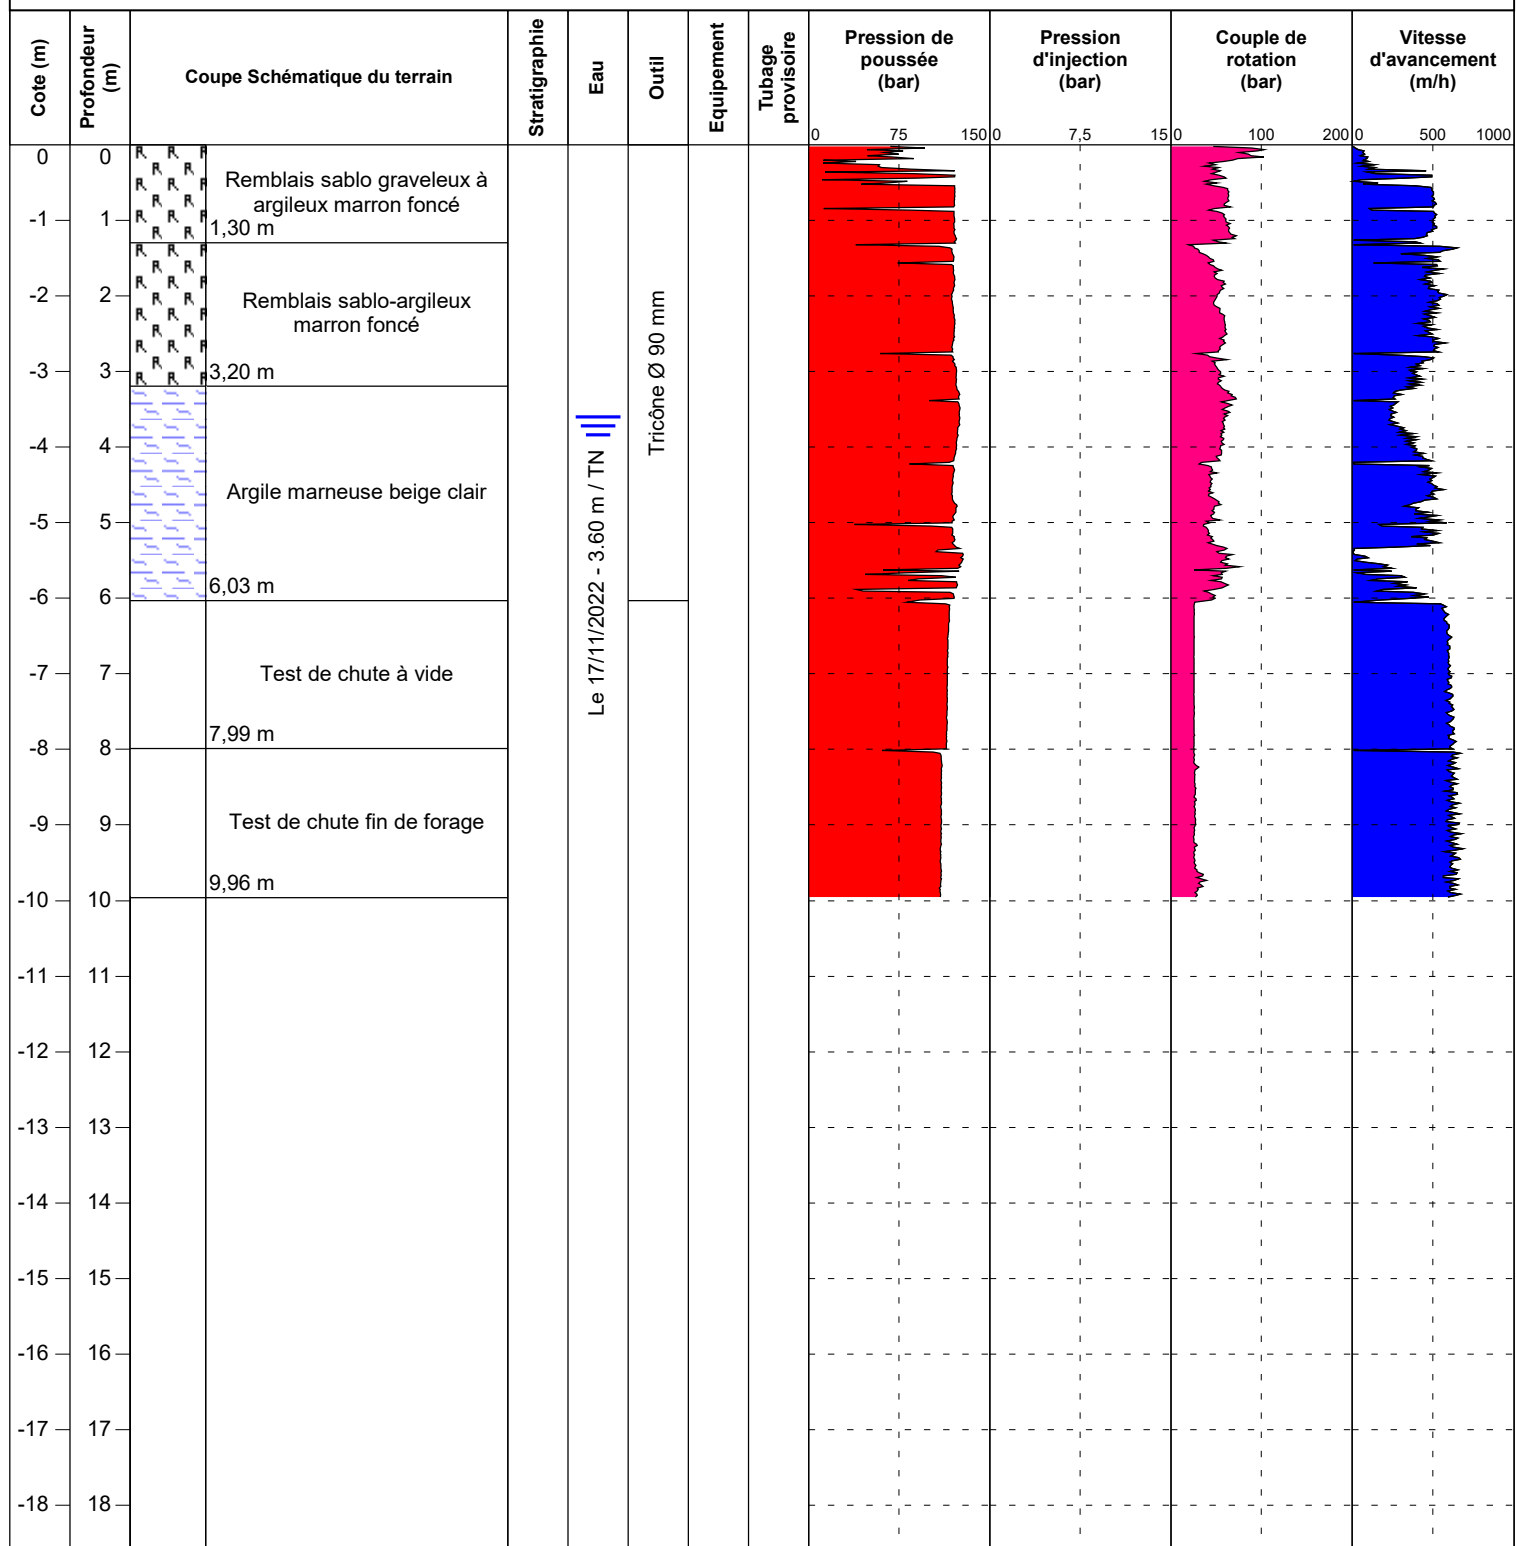 Cote (m)
Profondeur
(m)
Coupe Schématique du terrain
Stratigraphie
Eau
Outil
Equipement
Tubage
provisoire
Pression de
poussée
(bar)
Pression
d'injection
(bar)
Couple de
rotation
(bar)
Vitesse
d'avancement
(m/h)
0 75 150 0 7,5 15 0 100 200 0 500 1000
0 0
Remblais sablo graveleux à
argileux marron foncé
-1 1
1,30 m
-2 2
Remblais sablo-argileux
marron foncé
-3 3
3,20 m
-4 4
Argile marneuse beige clair
-5 5
6,03 m
-6 6
-7 7
Test de chute à vide
7,99 m
-8 8
-9 9
Test de chute fin de forage
9,96 m
-10 10
-11 11
-12 12
-13 13
-14 14
-15 15
-16 16
-17 17
-18 18
Le 17/11/2022 - 3.60 m / TN
Tricône Ø 90 mm